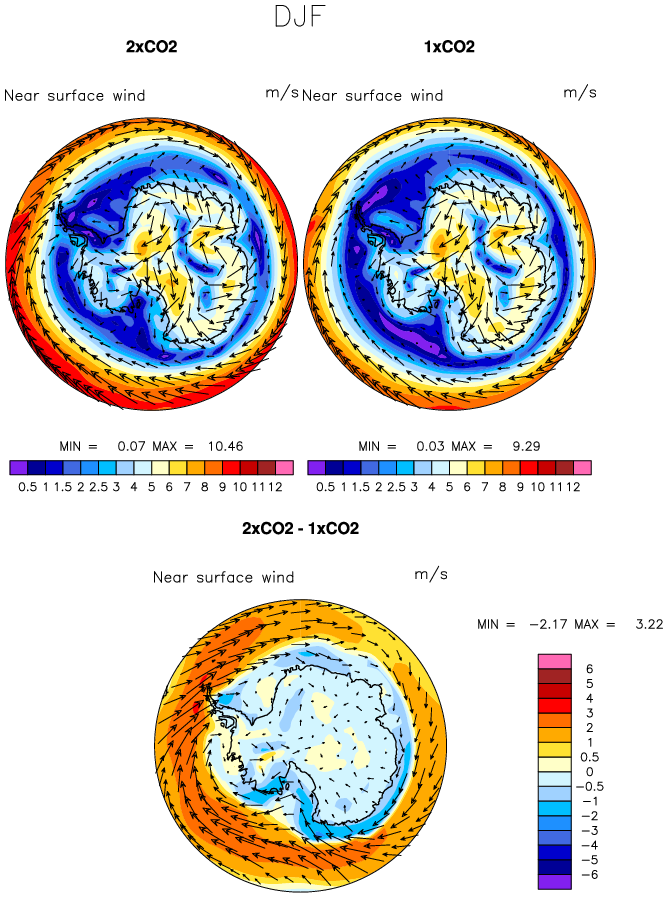 DJF
2xCO2 1xCO2
Near surface wind m/s Near surface wind m/s
MIN = 0.07 MAX = 10.46 MIN = 0.03 MAX = 9.29
0.5 1 1.5 2 2.5 3 4 5 6 7 8 9 10 11 12 0.5 1 1.5 2 2.5 3 4 5 6 7 8 9 10 11 12
2xCO2 - 1xCO2
Near surface wind m/s
MIN = −2.17 MAX = 3.22
6
5
4
3
2
1
0.5
0
−0.5
−1
−2
−3
−4
−5
−6